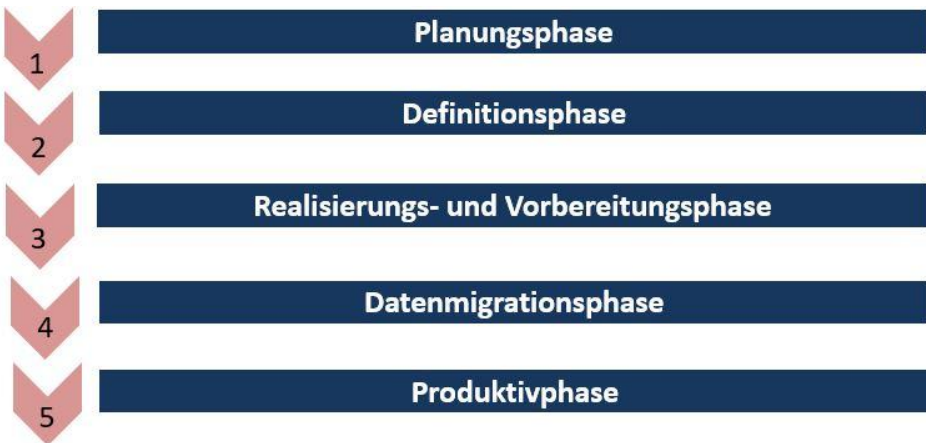 1 Planungsphase
2 Definitionsphase
3 Realisierungs- und Vorbereitungsphase
4 Datenmigrationsphase
5 Produktivphase